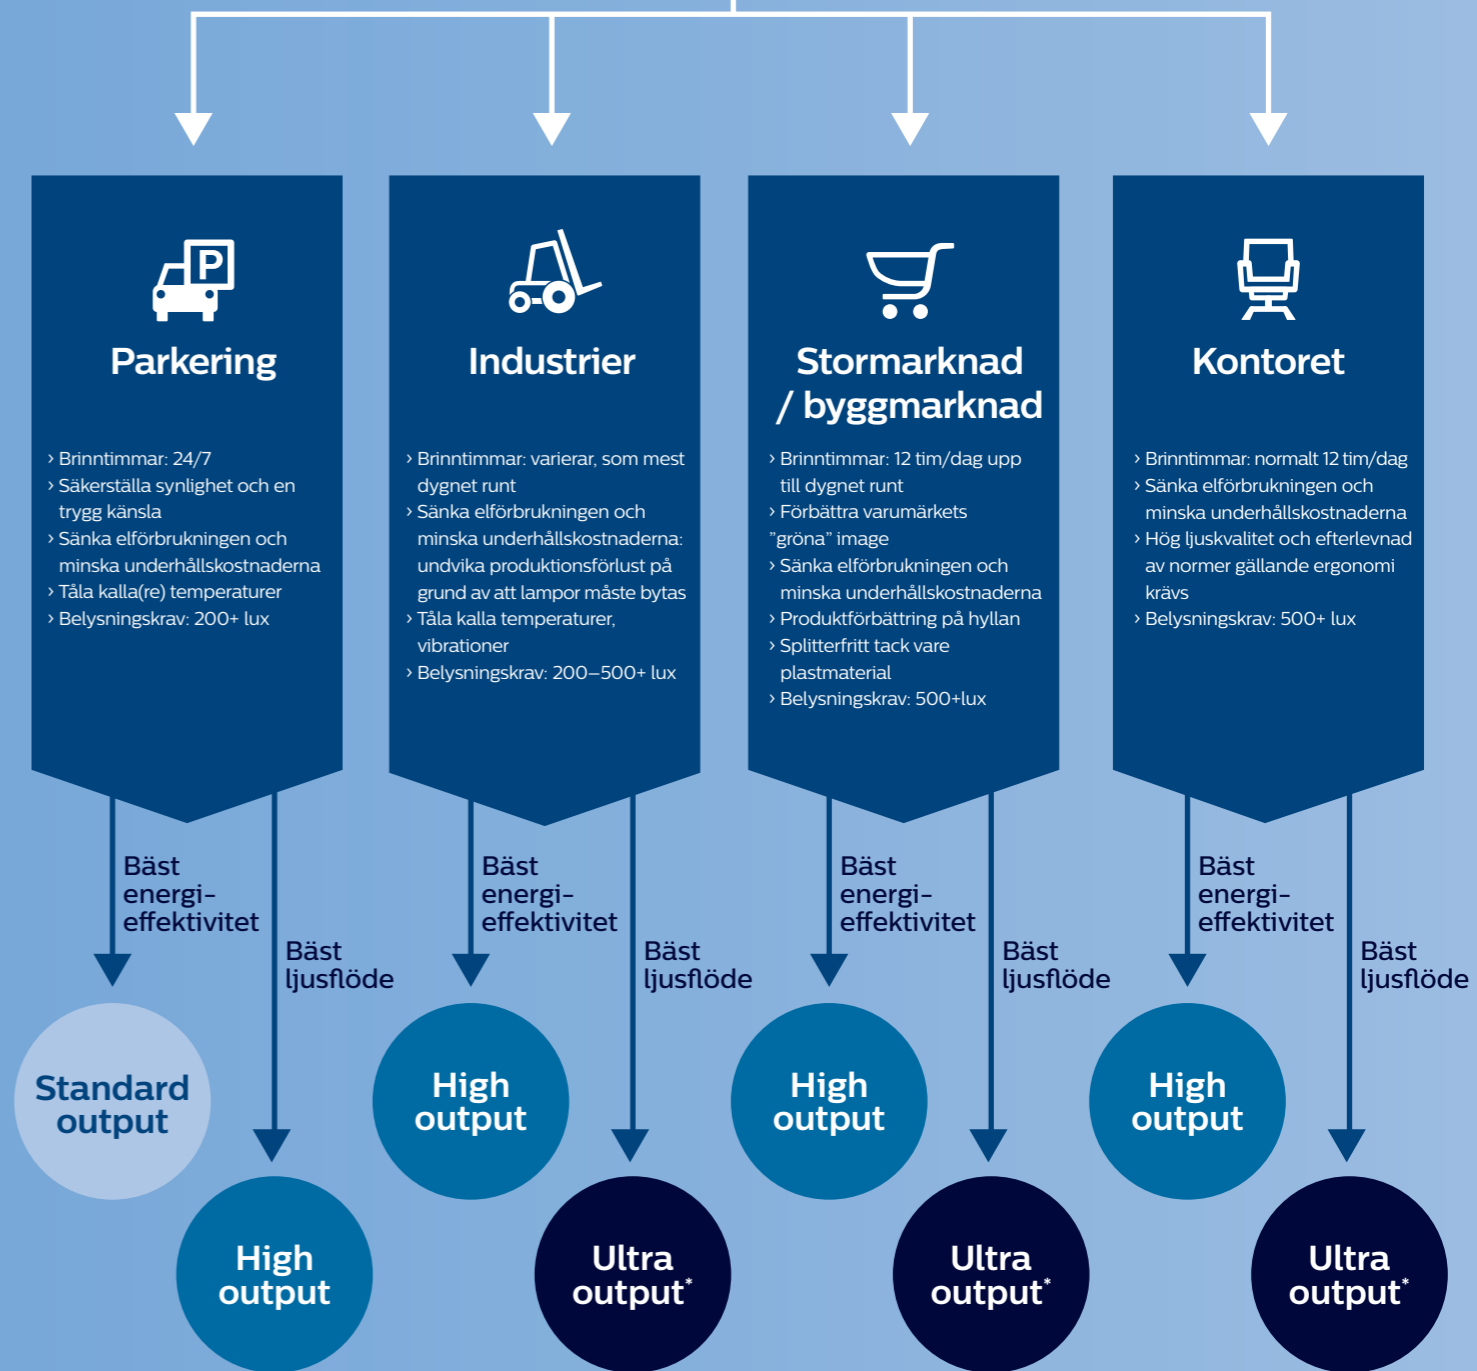 P
Parkering
› Brinntimmar: 24/7
› Säkerställa synlighet och en
trygg känsla
› Sänka elförbrukningen och
minska underhållskostnaderna
› Tåla kalla(re) temperaturer
› Belysningskrav: 200+ lux
Bäst
energi-
effektivitet
Bäst
ljusflöde
Standard
output
High
output
Industrier
› Brinntimmar: varierar, som mest
dygnet runt
› Sänka elförbrukningen och
minska underhållskostnaderna:
undvika produktionsförlust på
grund av att lampor måste bytas
› Tåla kalla temperaturer,
vibrationer
› Belysningskrav: 200–500+ lux
Bäst
energi-
effektivitet
Bäst
ljusflöde
High
output
Ultra
output*
Stormarknad
/ byggmarknad
› Brinntimmar: 12 tim/dag upp
till dygnet runt
› Förbättra varumärkets
”gröna” image
› Sänka elförbrukningen och
minska underhållskostnaderna
› Produktförbättring på hyllan
› Splitterfritt tack vare
plastmaterial
› Belysningskrav: 500+lux
Bäst
energi-
effektivitet
Bäst
ljusflöde
High
output
Ultra
output*
Kontoret
› Brinntimmar: normalt 12 tim/dag
› Sänka elförbrukningen och
minska underhållskostnaderna
› Hög ljuskvalitet och efterlevnad
av normer gällande ergonomi
krävs
› Belysningskrav: 500+ lux
Bäst
energi-
effektivitet
Bäst
ljusflöde
High
output
Ultra
output*